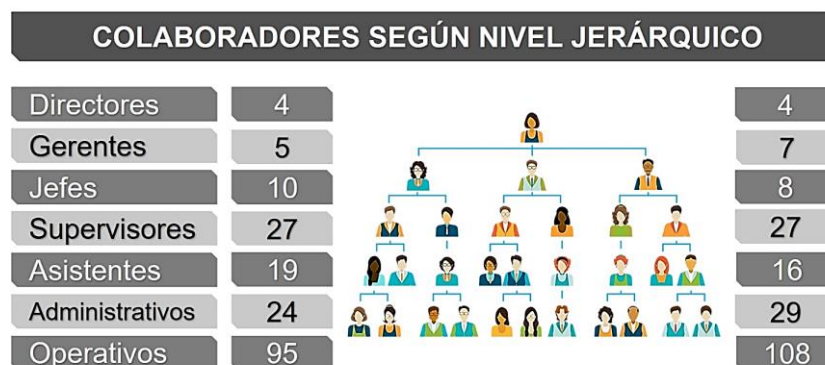 COLABORADORES SEGÚN NIVEL JERÁRQUICO
Directores 4 4
Gerentes 5 7
Jefes 10 8
Supervisores 27 27
Asistentes 19 16
Administrativos 24 29
Operativos 95 108